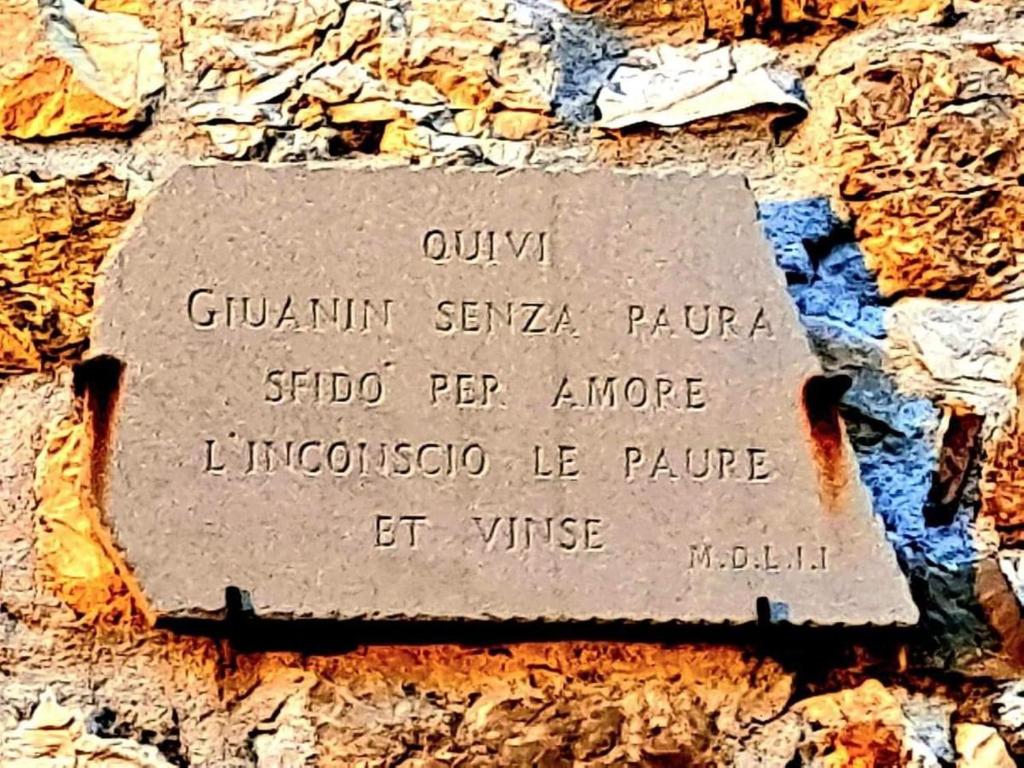 QUIVI
GIUANIN SENZA PAURA
SFIDO' PER AMORE
L'INCONSCIO LE PAURE
ET VINSE
M.D.L.I.I